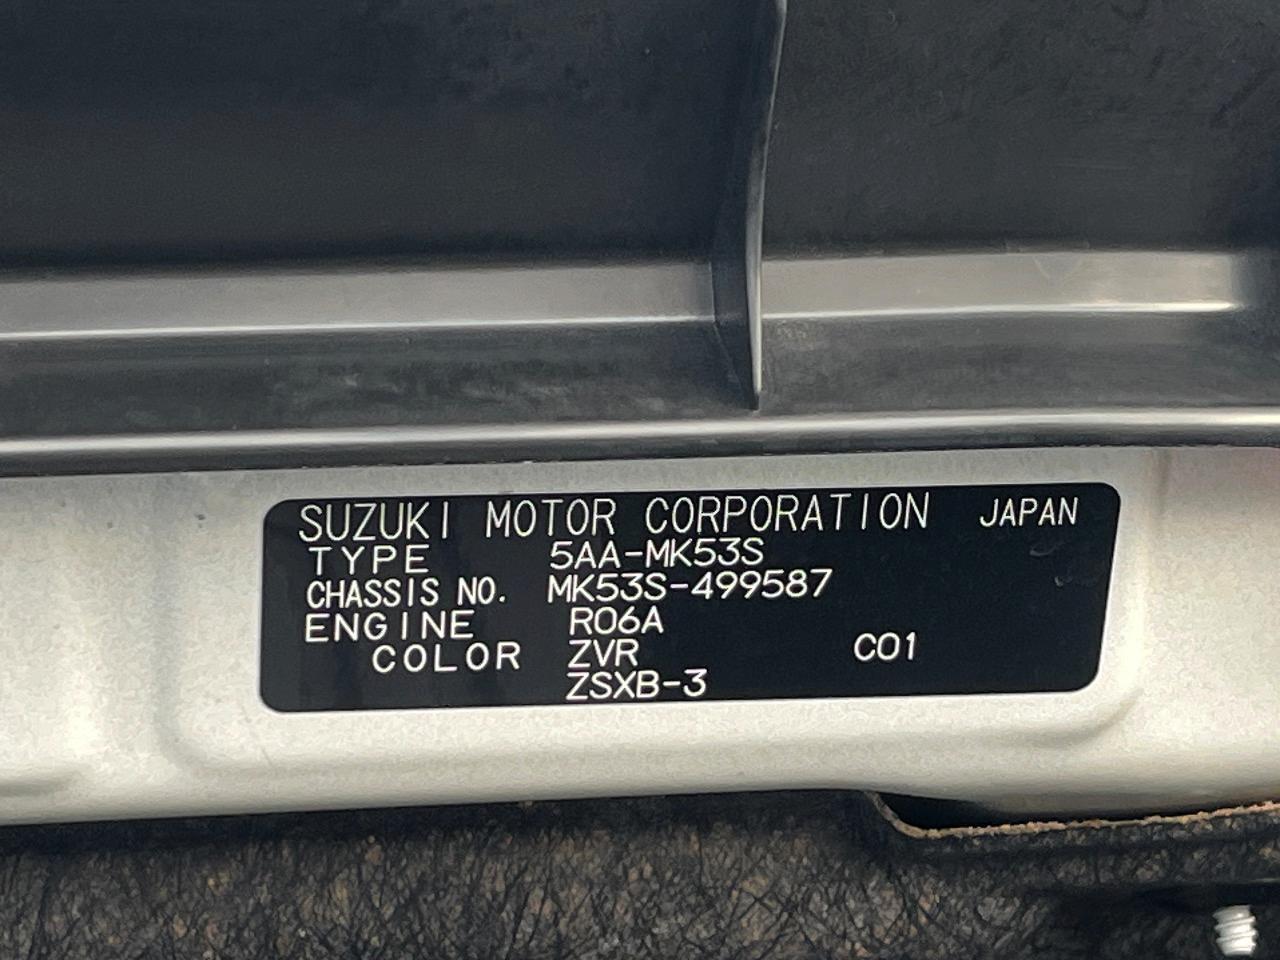 SUZUKI MOTOR CORPORATION JAPAN
TYPE 5AA-MK53S
CHASSIS NO. MK53S-499587
ENGINE R06A
COLOR ZVR C01
ZSXB-3